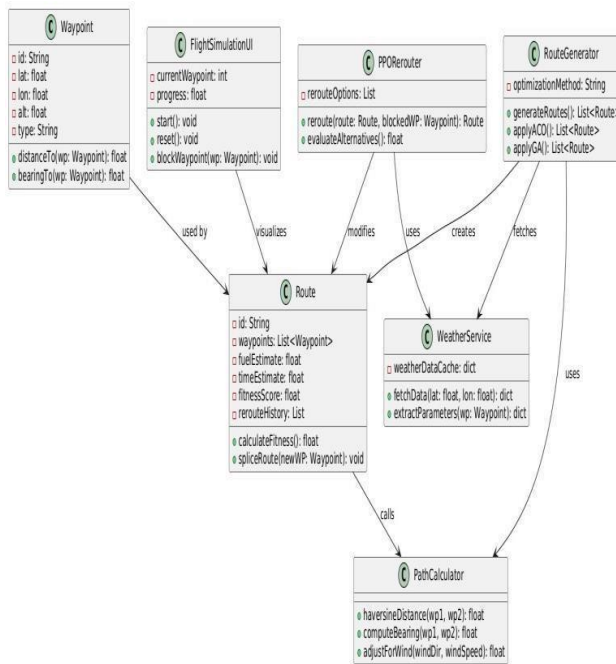 C Waypoint
id: String
lat: float
lon: float
alt: float
type: String
distanceTo(wp: Waypoint): float
bearingTo(wp: Waypoint): float
C FlightSimulationUI
currentWaypoint: int
progress: float
start(): void
reset(): void
blockWaypoint(wp: Waypoint): void
C PPORerouter
rerouteOptions: List
reroute(route: Route, blockedWP: Waypoint): Route
evaluateAlternatives(): float
C RouteGenerator
optimizationMethod: String
generateRoutes(): List<Route>
applyACO(): List<Route>
applyGA(): List<Route>
used by
visualizes
modifies
uses
creates
fetches
C Route
id: String
waypoints: List<Waypoint>
fuelEstimate: float
timeEstimate: float
fitnessScore: float
rerouteHistory: List
calculateFitness(): float
spliceRoute(newWP: Waypoint): void
C WeatherService
weatherDataCache: dict
fetchData(lat: float, lon: float): dict
extractParameters(wp: Waypoint): dict
uses
calls
C PathCalculator
haversineDistance(wp1, wp2): float
computeBearing(wp1, wp2): float
adjustForWind(windDir, windSpeed): float